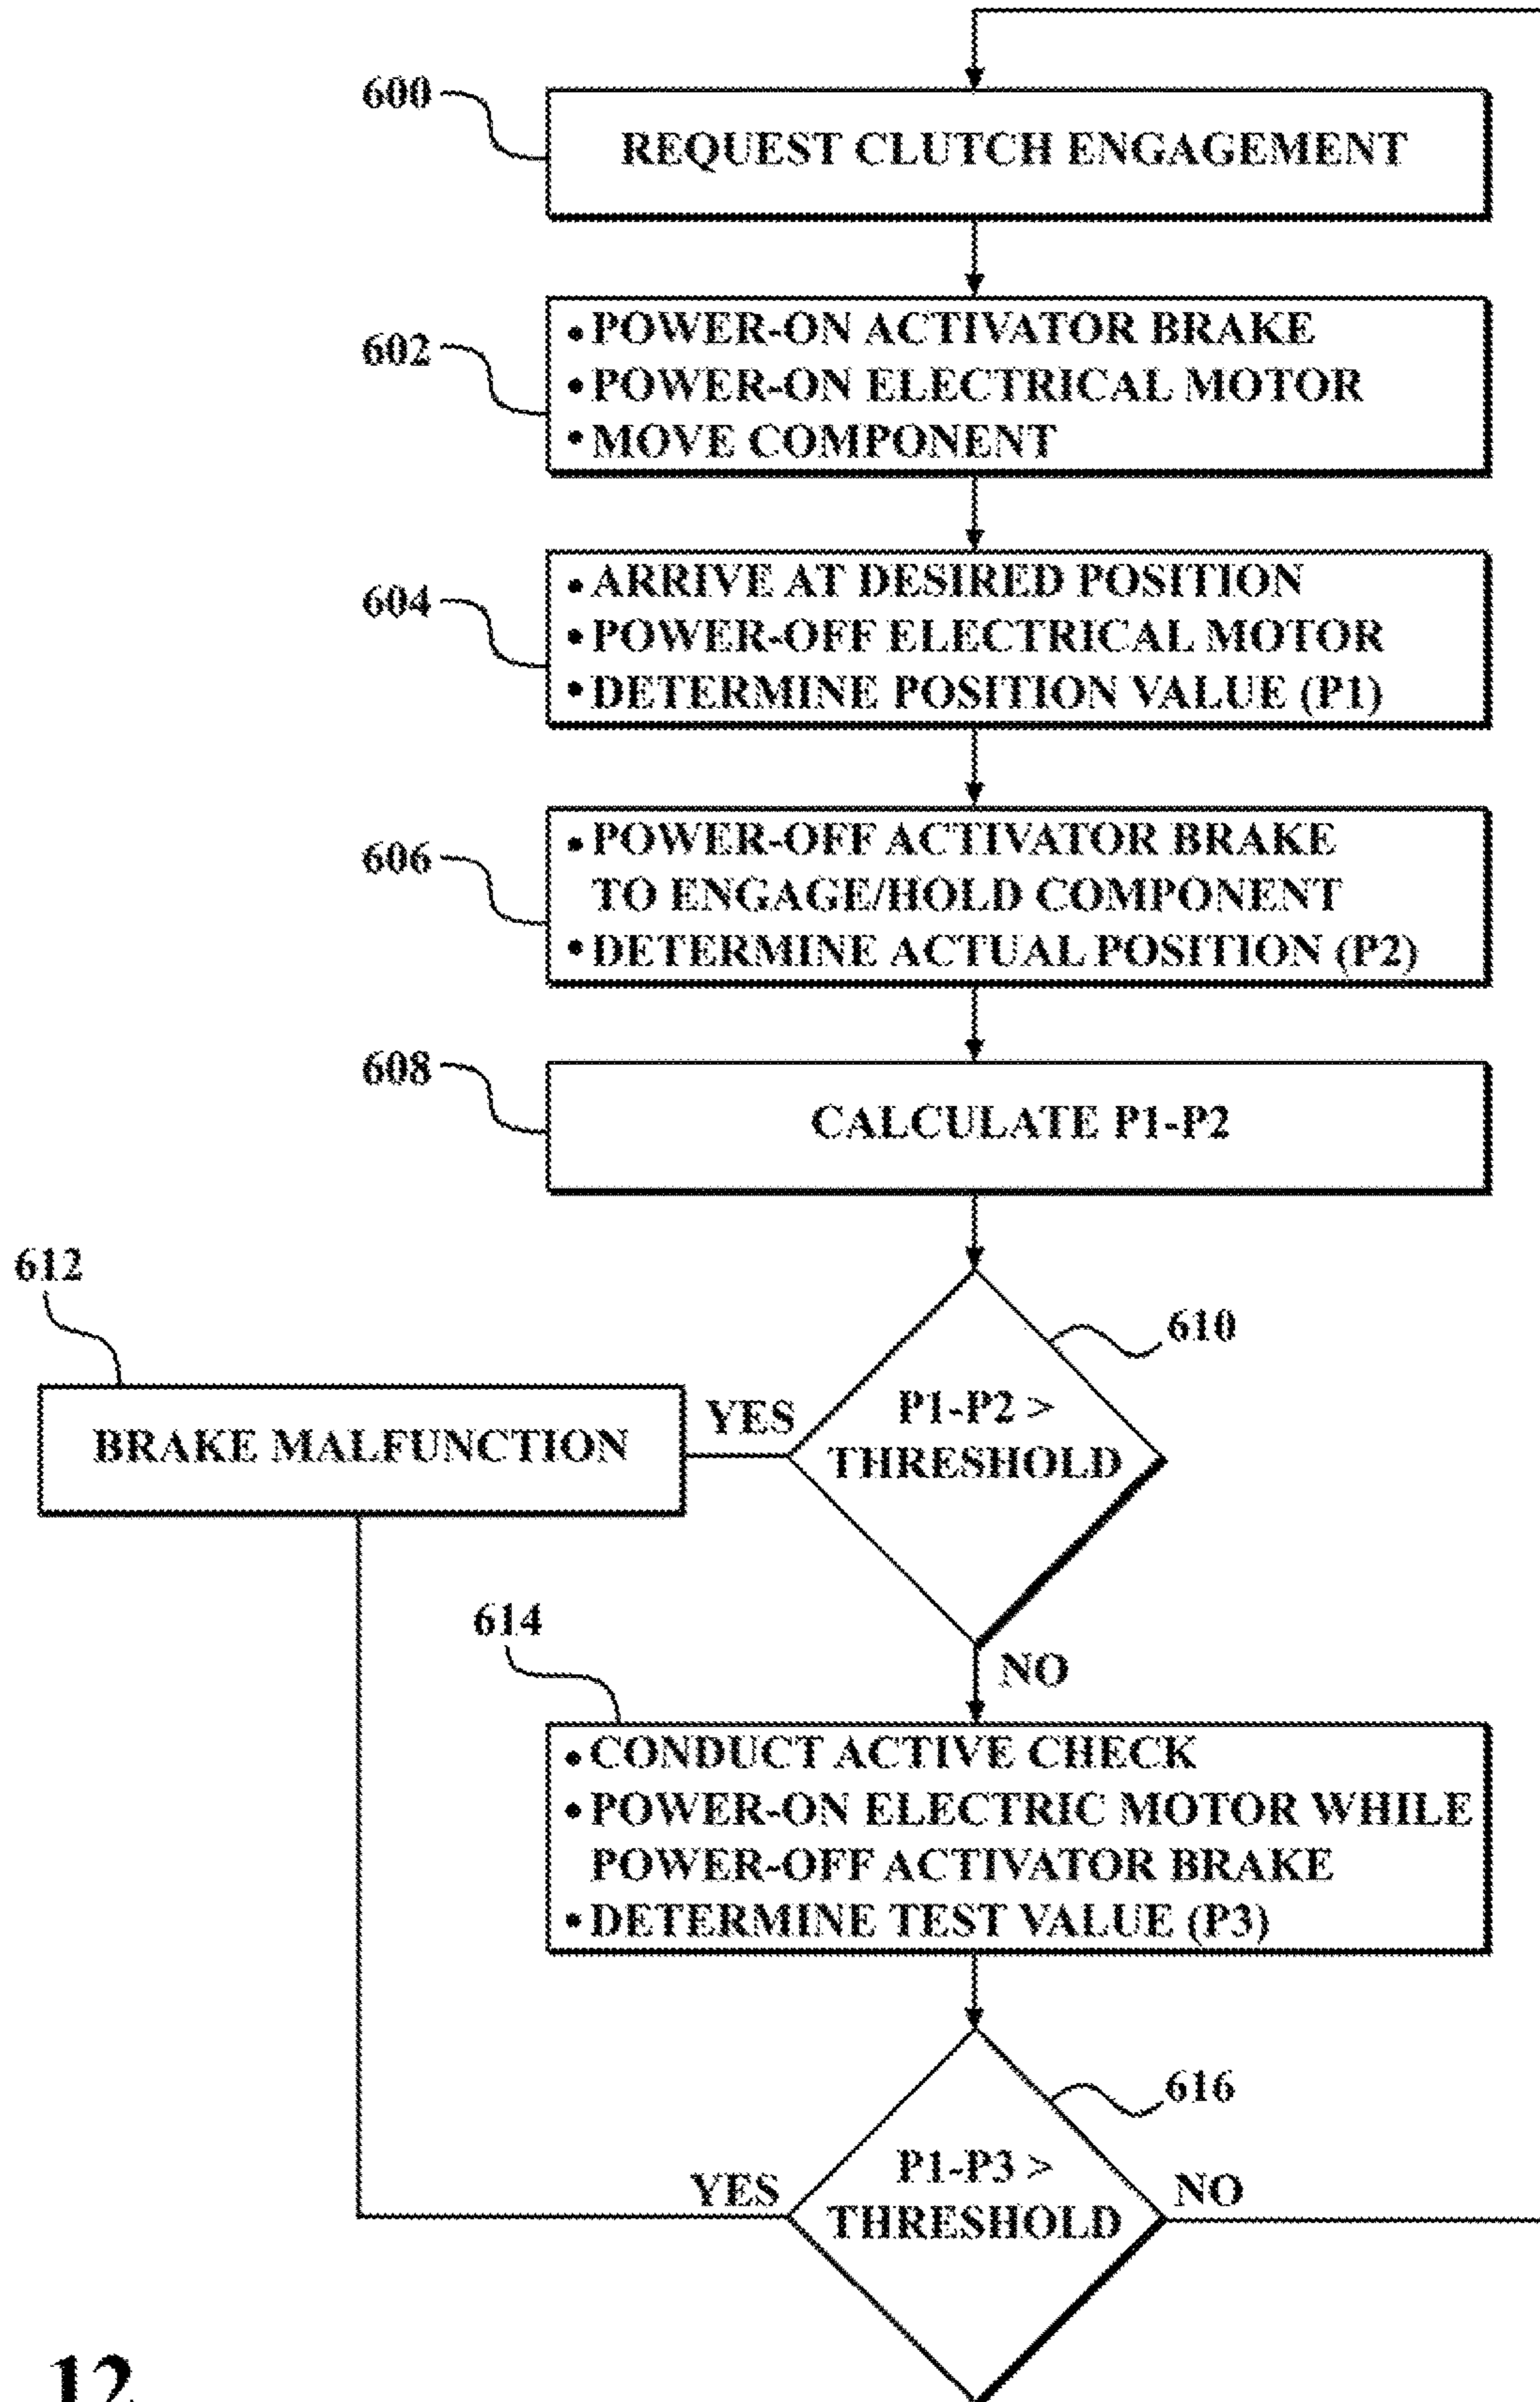 600
REQUEST CLUTCH ENGAGEMENT
602
• POWER-ON ACTIVATOR BRAKE
• POWER-ON ELECTRICAL MOTOR
• MOVE COMPONENT
604
• ARRIVE AT DESIRED POSITION
• POWER-OFF ELECTRICAL MOTOR
• DETERMINE POSITION VALUE (P1)
606
• POWER-OFF ACTIVATOR BRAKE
TO ENGAGE/HOLD COMPONENT
• DETERMINE ACTUAL POSITION (P2)
608
CALCULATE P1-P2
612
610
BRAKE MALFUNCTION
YES
P1-P2 >
THRESHOLD
NO
614
• CONDUCT ACTIVE CHECK
• POWER-ON ELECTRIC MOTOR WHILE
POWER-OFF ACTIVATOR BRAKE
• DETERMINE TEST VALUE (P3)
616
YES
P1-P3 >
THRESHOLD
NO
12